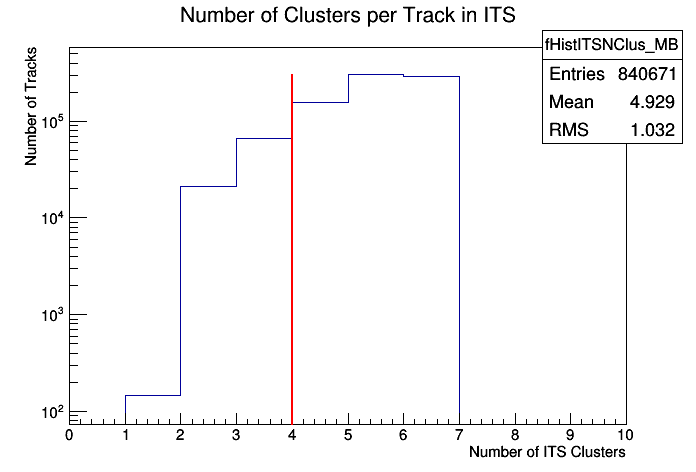 Number of Clusters per Track in ITS
fHistITSNClus_MB
Entries 840671
Mean 4.929
RMS 1.032
Number of Tracks
10^5
10^4
10^3
10^2
0 1 2 3 4 5 6 7 8 9 10
Number of ITS Clusters